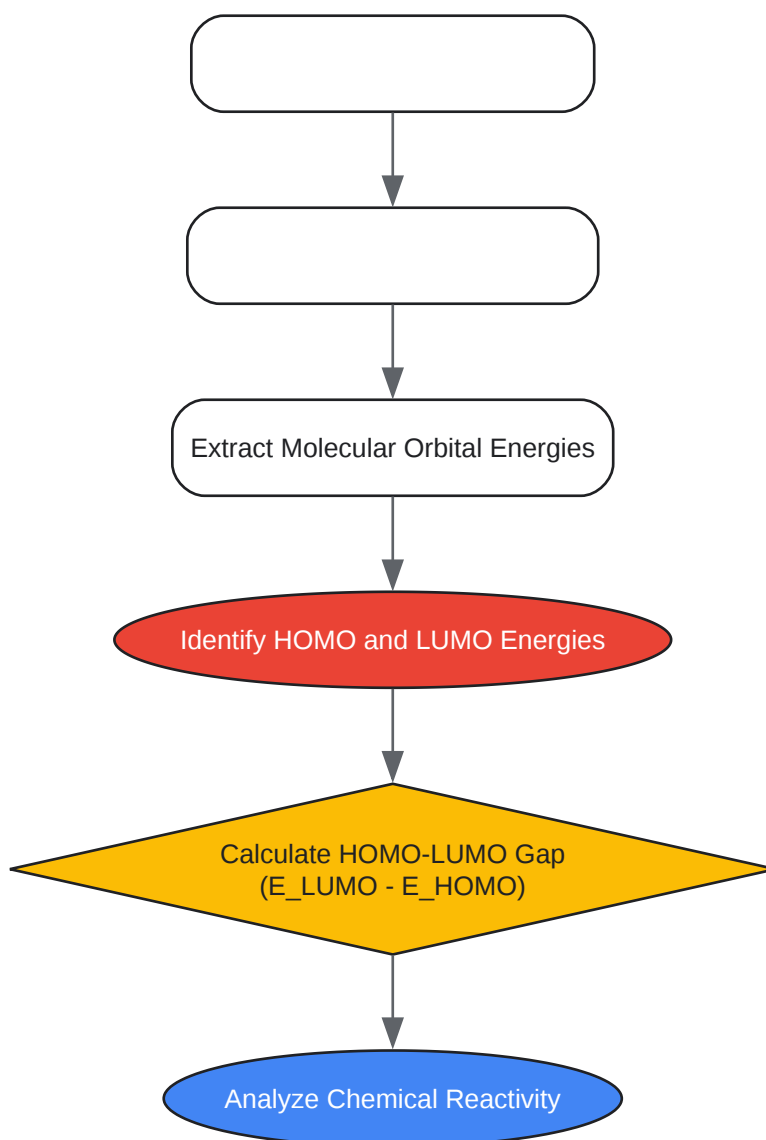 Extract Molecular Orbital Energies
Identify HOMO and LUMO Energies
Calculate HOMO-LUMO Gap
(E_LUMO - E_HOMO)
Analyze Chemical Reactivity